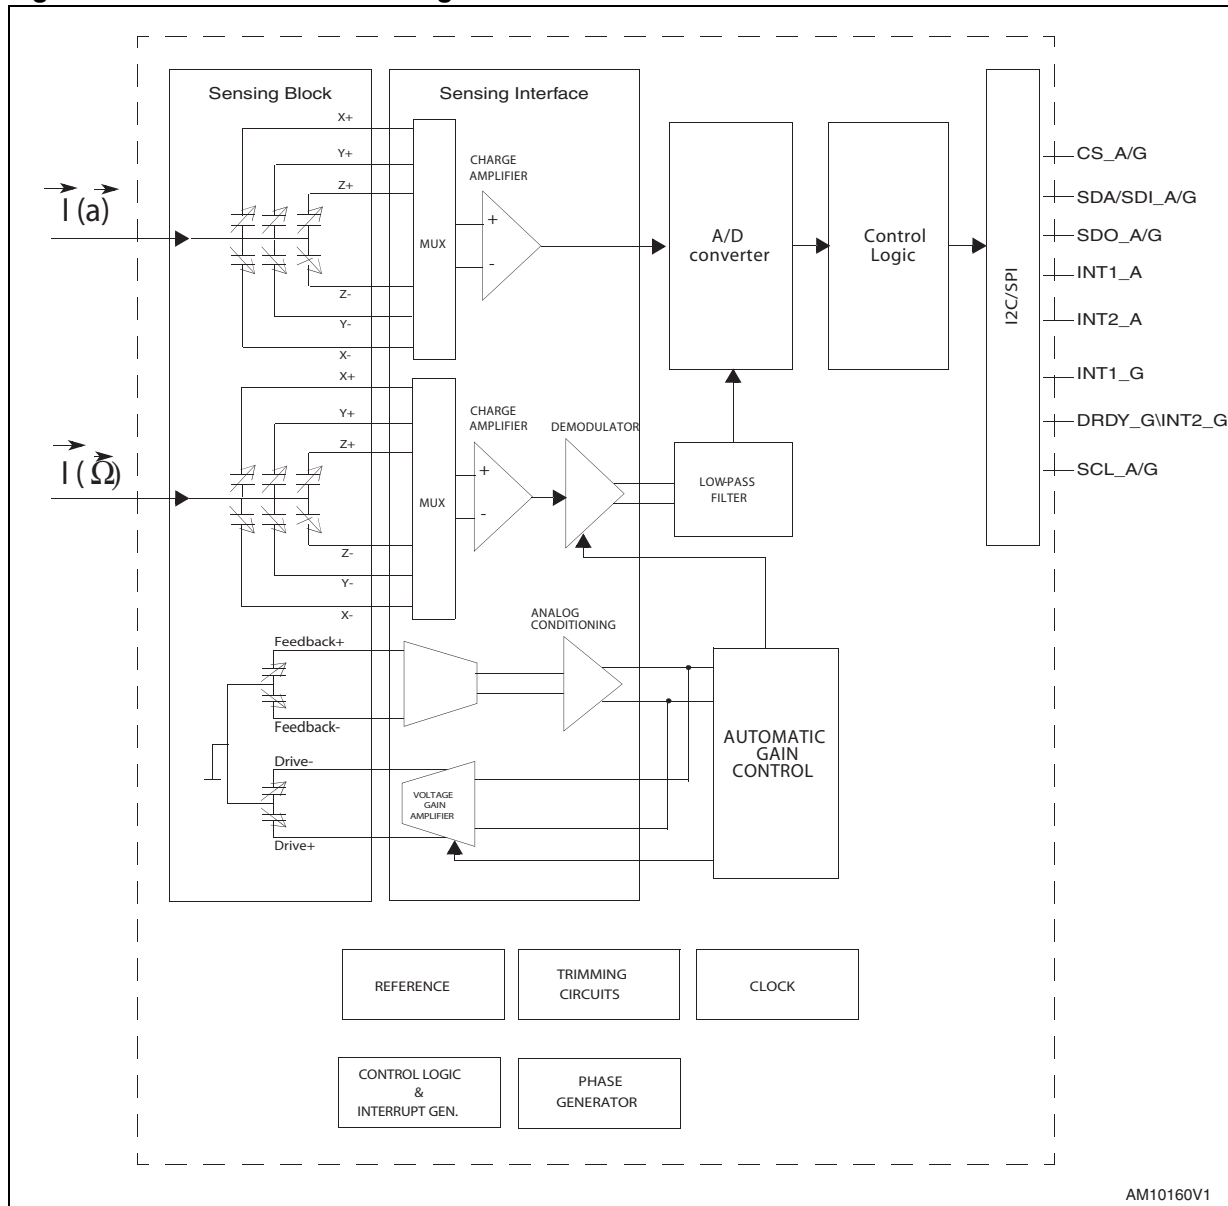 Sensing Block
Sensing Interface
X+
Y+
Z+
Z-
Y-
X-
I (a)
MUX
CHARGE
AMPLIFIER
+
-
A/D
converter
Control
Logic
I2C/SPI
CS_A/G
SDA/SDI_A/G
SDO_A/G
INT1_A
INT2_A
INT1_G
DRDY_G\INT2_G
SCL_A/G
X+
Y+
Z+
Z-
Y-
X-
I (Ω)
MUX
CHARGE
AMPLIFIER
+
-
DEMODULATOR
LOW-PASS
FILTER
Feedback+
Feedback-
ANALOG
CONDITIONING
Drive-
Drive+
VOLTAGE
GAIN
AMPLIFIER
AUTOMATIC
GAIN
CONTROL
REFERENCE
TRIMMING
CIRCUITS
CLOCK
CONTROL LOGIC
&
INTERRUPT GEN.
PHASE
GENERATOR
AM10160V1